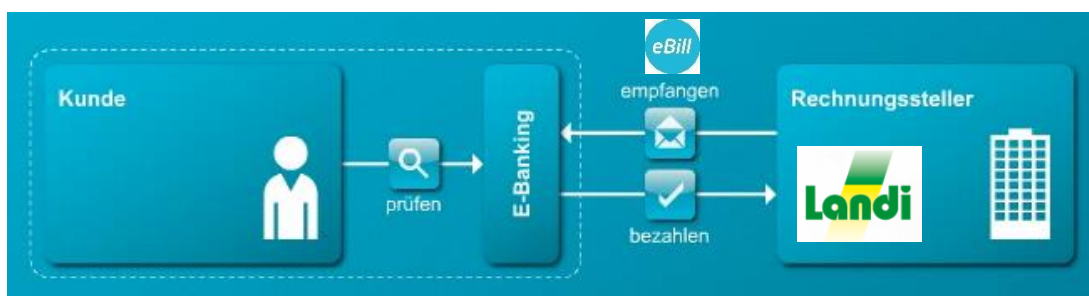 Kunde
prüfen
E-Banking
eBill
empfangen
bezahlen
Rechnungssteller
Landi